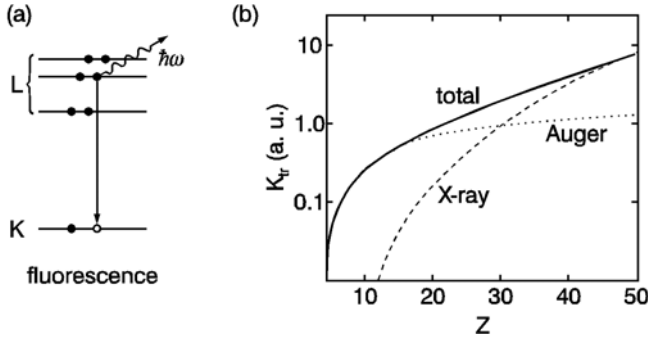 (a)
L
ħω
K
fluorescence
(b)
K_tr (a. u.)
10
1.0
0.1
total
Auger
X-ray
10 20 30 40 50
Z